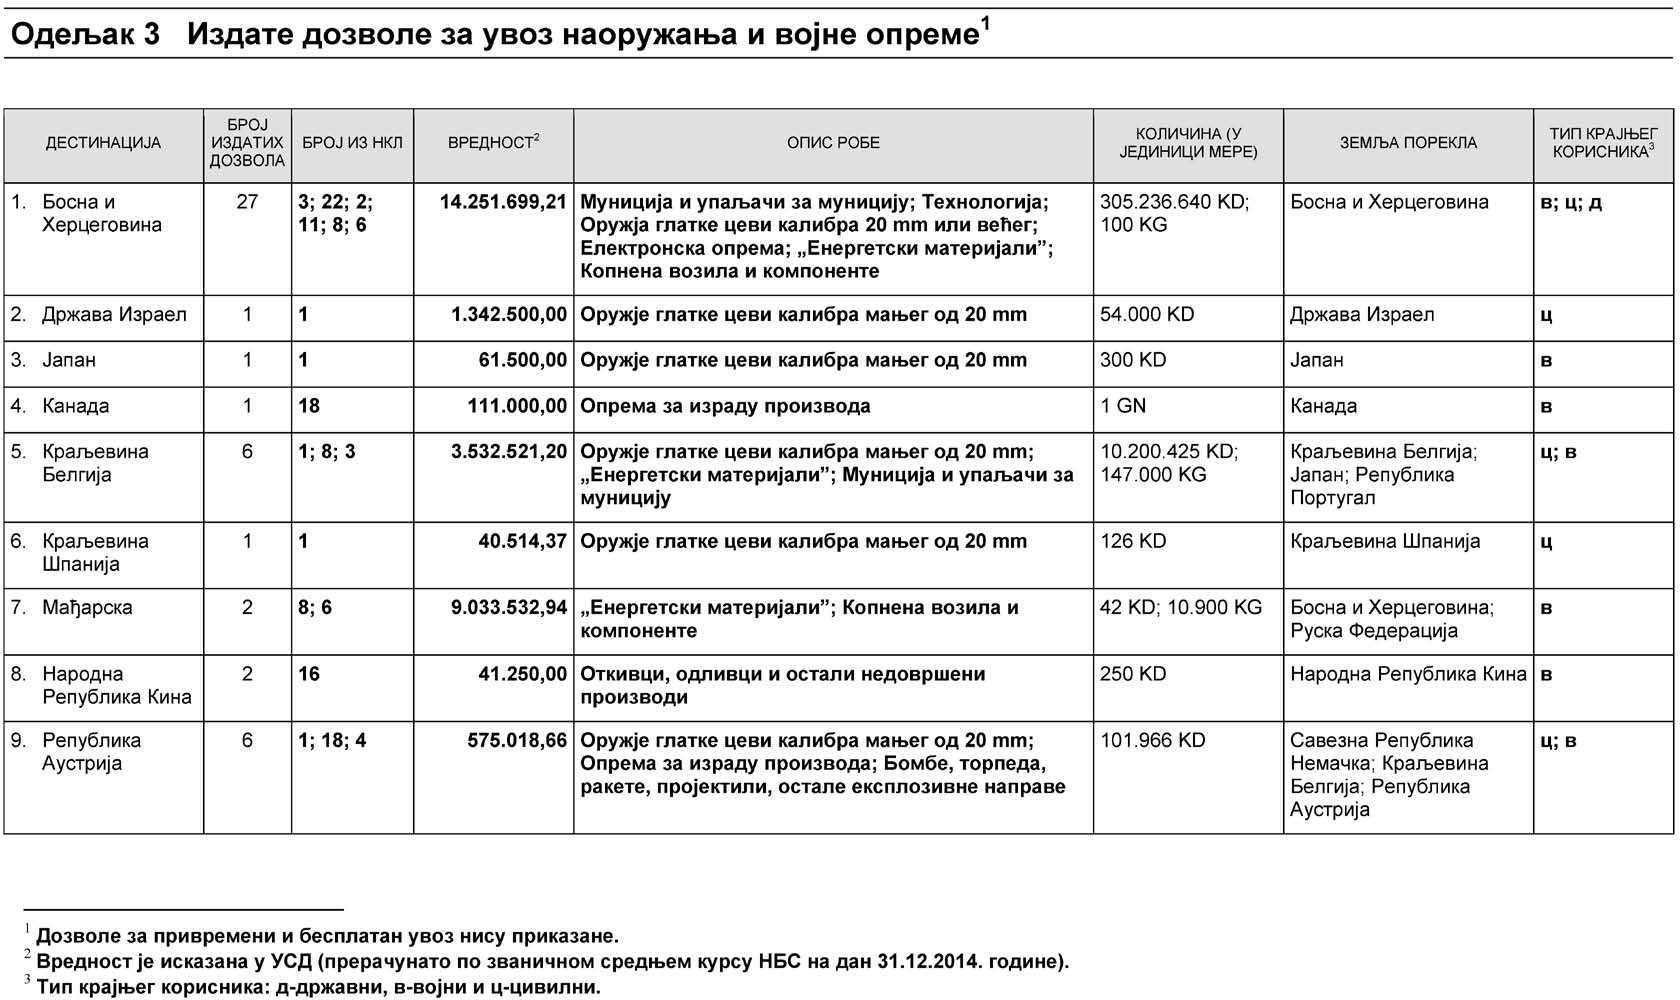 Одељак 3 Издате дозволе за увоз наоружања и војне опреме1
ДЕСТИНАЦИЈА
БРОЈ
ИЗДАТИХ
ДОЗВОЛА
БРОЈ ИЗ НКЛ
ВРЕДНОСТ2
ОПИС РОБЕ
КОЛИЧИНА (У
ЈЕДИНИЦИ МЕРЕ)
ЗЕМЉА ПОРЕКЛА
ТИП КРАЈЊЕГ
КОРИСНИКА3
1. Босна и
Херцеговина
27
3; 22; 2;
11; 8; 6
14.251.699,21
Муниција и упаљачи за муницију; Технологија;
Оружја глатке цеви калибра 20 mm или већег;
Електронска опрема; „Енергетски материјали”;
Копнена возила и компоненте
305.236.640 KD;
100 KG
Босна и Херцеговина
в; ц; д
2. Држава Израел
1
1
1.342.500,00
Оружје глатке цеви калибра мањег од 20 mm
54.000 KD
Држава Израел
ц
3. Јапан
1
1
61.500,00
Оружје глатке цеви калибра мањег од 20 mm
300 KD
Јапан
в
4. Канада
1
18
111.000,00
Опрема за израду производа
1 GN
Канада
в
5. Краљевина
Белгија
6
1; 8; 3
3.532.521,20
Оружје глатке цеви калибра мањег од 20 mm;
„Енергетски материјали”; Муниција и упаљачи за
муницију
10.200.425 KD;
147.000 KG
Краљевина Белгија;
Јапан; Република
Португал
ц; в
6. Краљевина
Шпанија
1
1
40.514,37
Оружје глатке цеви калибра мањег од 20 mm
126 KD
Краљевина Шпанија
ц
7. Мађарска
2
8; 6
9.033.532,94
„Енергетски материјали”; Копнена возила и
компоненте
42 KD; 10.900 KG
Босна и Херцеговина;
Руска Федерација
в
8. Народна
Република Кина
2
16
41.250,00
Откивци, одливци и остали недовршени
производи
250 KD
Народна Република Кина
в
9. Република
Аустрија
6
1; 18; 4
575.018,66
Оружје глатке цеви калибра мањег од 20 mm;
Опрема за израду производа; Бомбе, торпеда,
ракете, пројектили, остале експлозивне направе
101.966 KD
Савезна Република
Немачка; Краљевина
Белгија; Република
Аустрија
ц; в
1 Дозволе за привремени и бесплатан увоз нису приказане.
2 Вредност је исказана у УСД (прерачунато по званичном средњем курсу НБС на дан 31.12.2014. године).
3 Тип крајњег корисника: д-државни, в-војни и ц-цивилни.